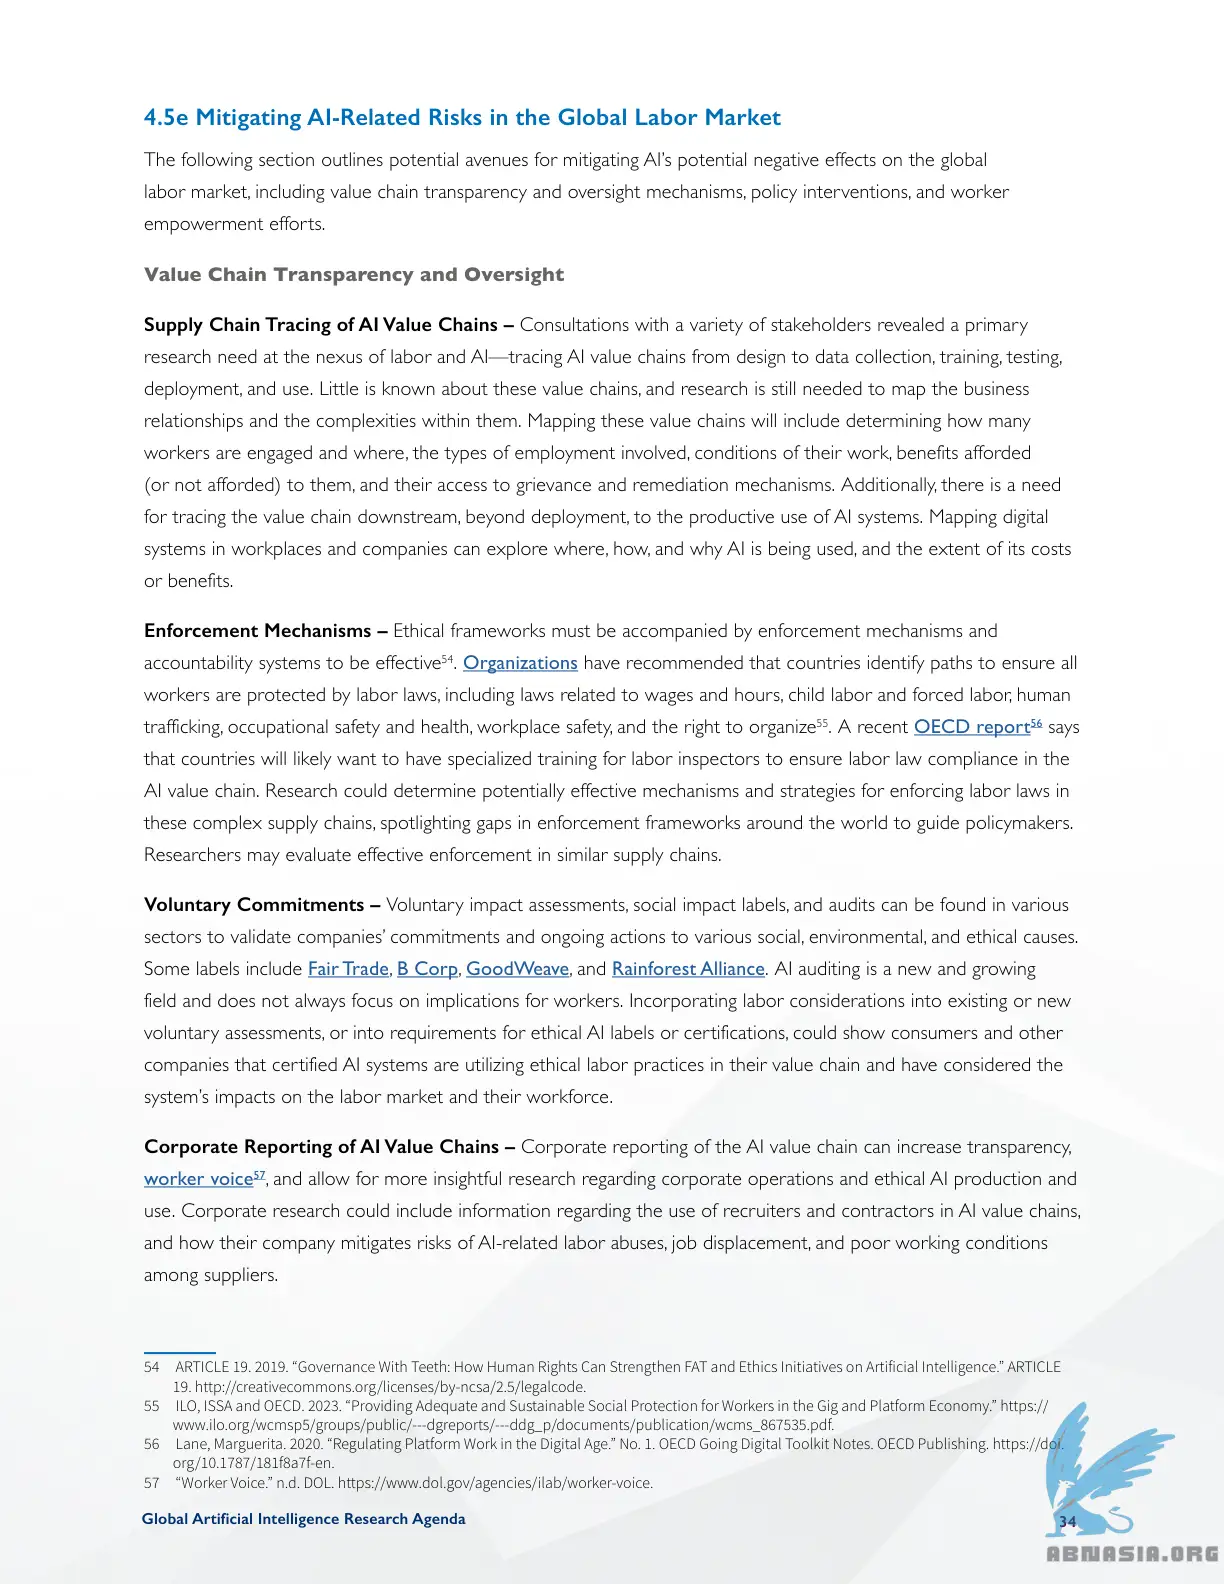 4.5e Mitigating AI-Related Risks in the Global Labor Market
The following section outlines potential avenues for mitigating AI’s potential negative effects on the global
labor market, including value chain transparency and oversight mechanisms, policy interventions, and worker
empowerment efforts.
Value Chain Transparency and Oversight
Supply Chain Tracing of AI Value Chains – Consultations with a variety of stakeholders revealed a primary
research need at the nexus of labor and AI—tracing AI value chains from design to data collection, training, testing,
deployment, and use. Little is known about these value chains, and research is still needed to map the business
relationships and the complexities within them. Mapping these value chains will include determining how many
workers are engaged and where, the types of employment involved, conditions of their work, benefits afforded
(or not afforded) to them, and their access to grievance and remediation mechanisms. Additionally, there is a need
for tracing the value chain downstream, beyond deployment, to the productive use of AI systems. Mapping digital
systems in workplaces and companies can explore where, how, and why AI is being used, and the extent of its costs
or benefits.
Enforcement Mechanisms – Ethical frameworks must be accompanied by enforcement mechanisms and
accountability systems to be effective54. Organizations have recommended that countries identify paths to ensure all
workers are protected by labor laws, including laws related to wages and hours, child labor and forced labor, human
trafficking, occupational safety and health, workplace safety, and the right to organize55. A recent OECD report56 says
that countries will likely want to have specialized training for labor inspectors to ensure labor law compliance in the
AI value chain. Research could determine potentially effective mechanisms and strategies for enforcing labor laws in
these complex supply chains, spotlighting gaps in enforcement frameworks around the world to guide policymakers.
Researchers may evaluate effective enforcement in similar supply chains.
Voluntary Commitments – Voluntary impact assessments, social impact labels, and audits can be found in various
sectors to validate companies’ commitments and ongoing actions to various social, environmental, and ethical causes.
Some labels include Fair Trade, B Corp, GoodWeave, and Rainforest Alliance. AI auditing is a new and growing
field and does not always focus on implications for workers. Incorporating labor considerations into existing or new
voluntary assessments, or into requirements for ethical AI labels or certifications, could show consumers and other
companies that certified AI systems are utilizing ethical labor practices in their value chain and have considered the
system’s impacts on the labor market and their workforce.
Corporate Reporting of AI Value Chains – Corporate reporting of the AI value chain can increase transparency,
worker voice57, and allow for more insightful research regarding corporate operations and ethical AI production and
use. Corporate research could include information regarding the use of recruiters and contractors in AI value chains,
and how their company mitigates risks of AI-related labor abuses, job displacement, and poor working conditions
among suppliers.
54 ARTICLE 19. 2019. “Governance With Teeth: How Human Rights Can Strengthen FAT and Ethics Initiatives on Artificial Intelligence.” ARTICLE
19. http://creativecommons.org/licenses/by-ncsa/2.5/legalcode.
55 ILO, ISSA and OECD. 2023. “Providing Adequate and Sustainable Social Protection for Workers in the Gig and Platform Economy.” https://
www.ilo.org/wcmsp5/groups/public/---dgreports/---ddg_p/documents/publication/wcms_867535.pdf.
56 Lane, Marguerita. 2020. “Regulating Platform Work in the Digital Age.” No. 1. OECD Going Digital Toolkit Notes. OECD Publishing. https://doi.
org/10.1787/181f8a7f-en.
57 “Worker Voice.” n.d. DOL. https://www.dol.gov/agencies/ilab/worker-voice.
Global Artificial Intelligence Research Agenda
34
ABNASIA.ORG